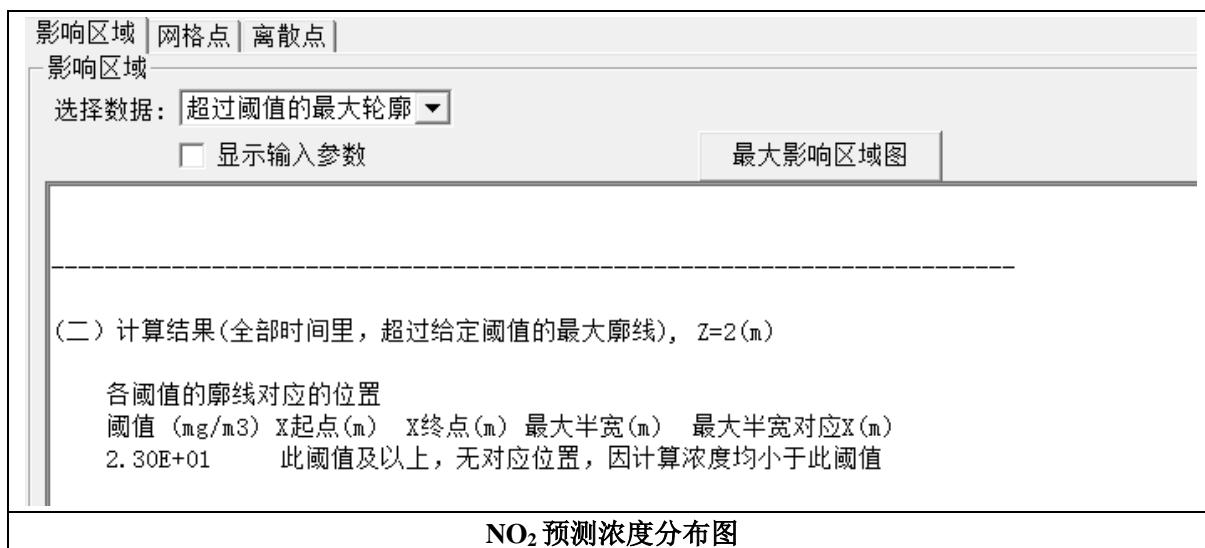 影响区域 网格点 离散点
影响区域
选择数据: 超过阈值的最大轮廓
显示输入参数 最大影响区域图
------------------------------------------------------------------------
(二) 计算结果(全部时间里，超过给定阈值的最大廓线), Z=2(m)
各阈值的廓线对应的位置
阈值 (mg/m3) X起点(m) X终点(m) 最大半宽(m) 最大半宽对应X(m)
2.30E+01 此阈值及以上，无对应位置，因计算浓度均小于此阈值
NO₂预测浓度分布图